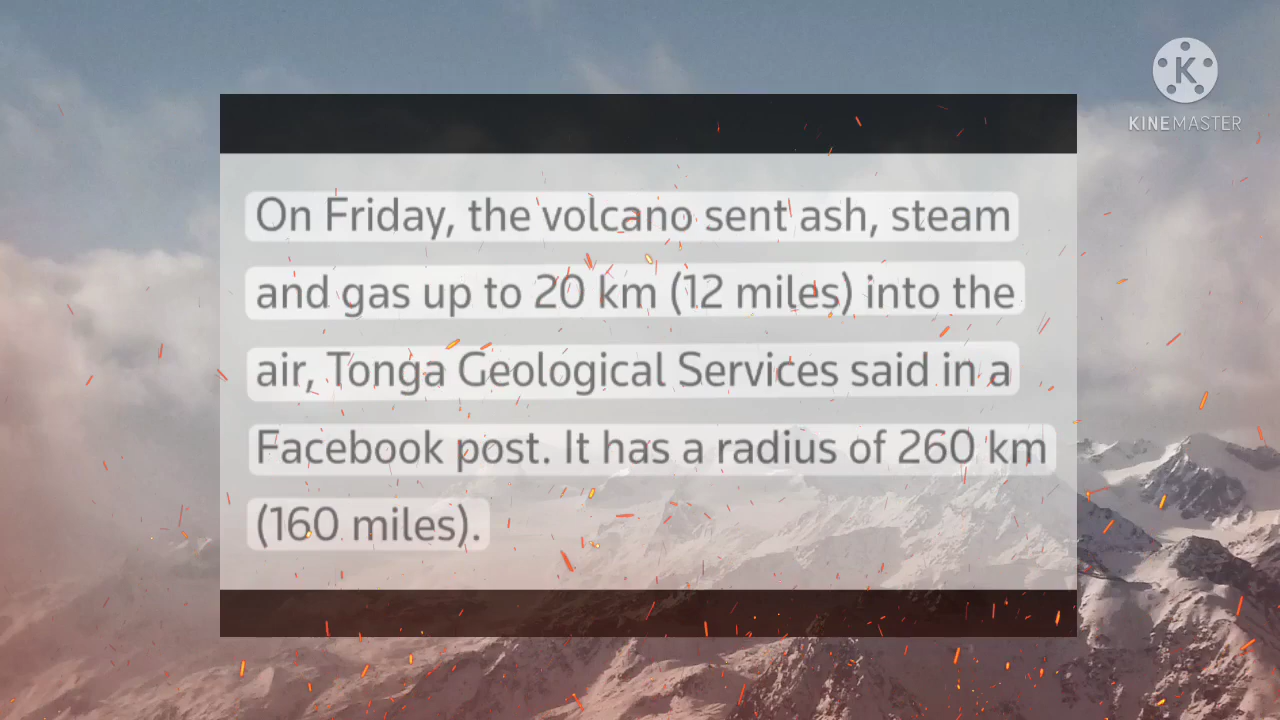 K
KINEMASTER
On Friday, the volcano sent ash, steam
and gas up to 20 km (12 miles) into the
air, Tonga Geological Services said in a
Facebook post. It has a radius of 260 km
(160 miles).